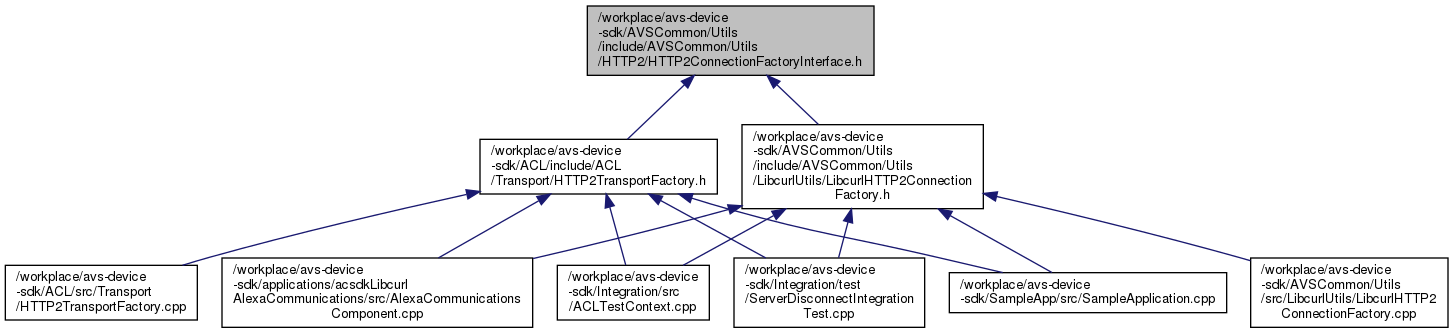 /workplace/avs-device
-sdk/AVSCommon/Utils
/include/AVSCommon/Utils
/HTTP2/HTTP2ConnectionFactoryInterface.h
/workplace/avs-device
-sdk/ACL/include/ACL
/Transport/HTTP2TransportFactory.h
/workplace/avs-device
-sdk/AVSCommon/Utils
/include/AVSCommon/Utils
/LibcurlUtils/LibcurlHTTP2Connection
Factory.h
/workplace/avs-device
-sdk/ACL/src/Transport
/HTTP2TransportFactory.cpp
/workplace/avs-device
-sdk/applications/acsdkLibcurl
AlexaCommunications/src/AlexaCommunications
Component.cpp
/workplace/avs-device
-sdk/Integration/src
/ACLTestContext.cpp
/workplace/avs-device
-sdk/Integration/test
/ServerDisconnectIntegration
Test.cpp
/workplace/avs-device
-sdk/SampleApp/src/SampleApplication.cpp
/workplace/avs-device
-sdk/AVSCommon/Utils
/src/LibcurlUtils/LibcurlHTTP2
ConnectionFactory.cpp